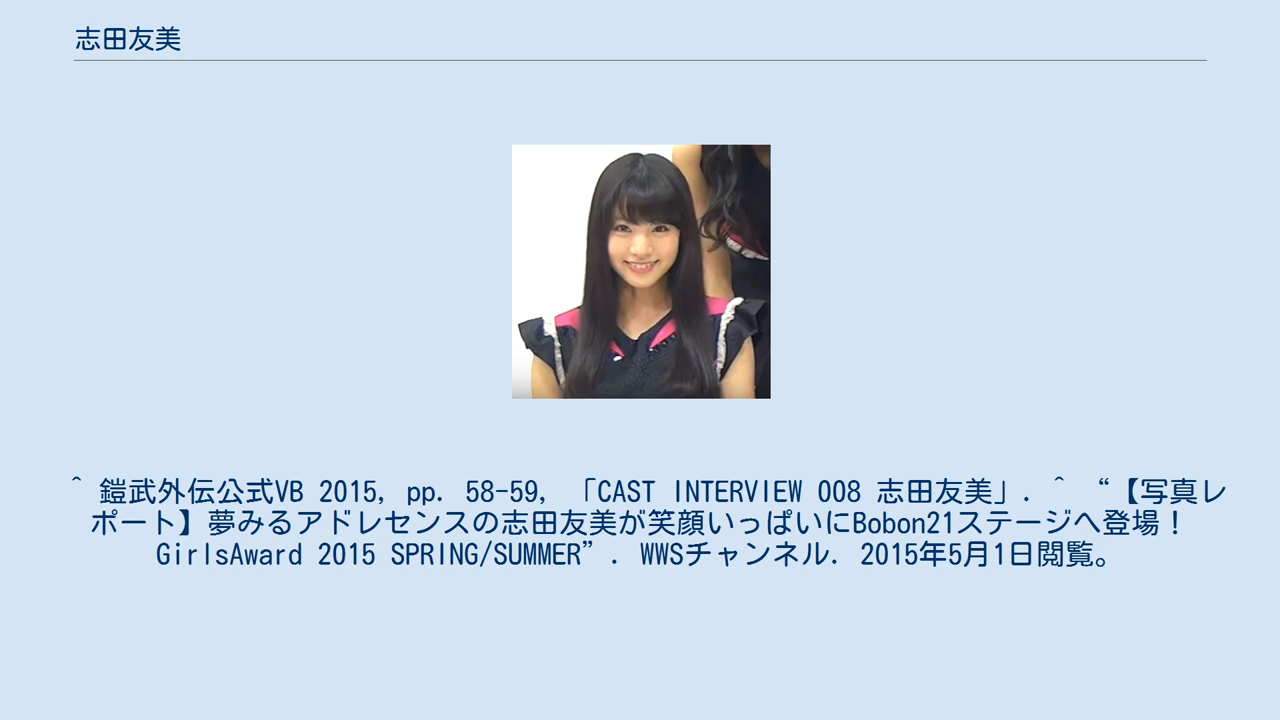 志田友美
^ 鎧武外伝公式VB 2015, pp. 58-59, 「CAST INTERVIEW 008 志田友美」. ^ “【写真レ
ポート】夢みるアドレセンスの志田友美が笑顔いっぱいにBobon21ステージへ登場！
GirlsAward 2015 SPRING/SUMMER”. WWSチャンネル. 2015年5月1日閲覧。